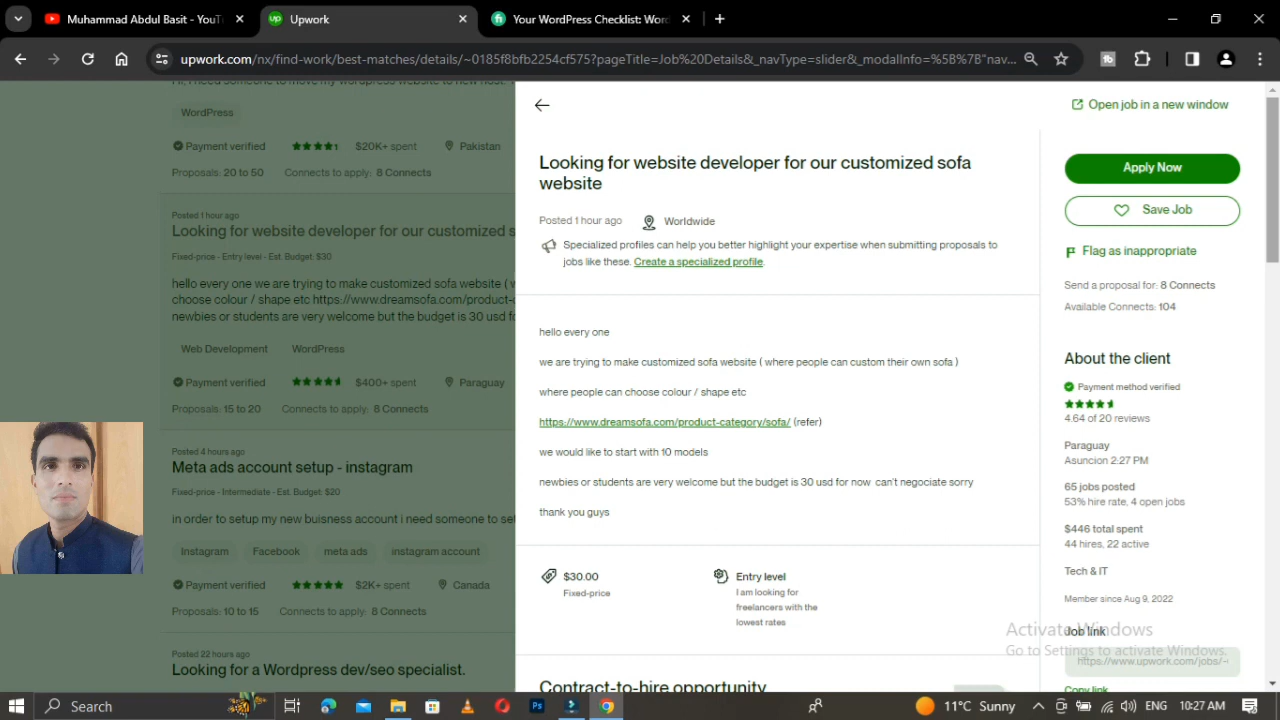 Muhammad Abdul Basit - YouT
Upwork
Your WordPress Checklist: Word
upwork.com/nx/find-work/best-matches/details/~0185f8bfb2254cf575?pageTitle=Job%20Details&_navType=slider&_modalInfo=%5B%7B"nav...
WordPress
Payment verified $20K+ spent Pakistan
Proposals: 20 to 50 Connects to apply: 8 Connects
Posted 1 hour ago
Looking for website developer for our customized s
Fixed-price - Entry level - Est. Budget: $30
hello every one we are trying to make customized sofa website ( w
choose colour / shape etc https://www.dreamsofa.com/product-c
newbies or students are very welcome but the budget is 30 usd fo
Web Development WordPress
Payment verified $400+ spent Paraguay
Proposals: 15 to 20 Connects to apply: 8 Connects
Posted 4 hours ago
Meta ads account setup - instagram
Fixed-price - Intermediate - Est. Budget: $20
in order to setup my new buisness account i need someone to set
Instagram Facebook meta ads instagram account
Payment verified $2K+ spent Canada
Proposals: 10 to 15 Connects to apply: 8 Connects
Posted 22 hours ago
Looking for a Wordpress dev/seo specialist.
Open job in a new window
Looking for website developer for our customized sofa
website
Posted 1 hour ago Worldwide
Specialized profiles can help you better highlight your expertise when submitting proposals to
jobs like these. Create a specialized profile.
hello every one
we are trying to make customized sofa website ( where people can custom their own sofa )
where people can choose colour / shape etc
https://www.dreamsofa.com/product-category/sofa/ (refer)
we would like to start with 10 models
newbies or students are very welcome but the budget is 30 usd for now can't negociate sorry
thank you guys
$30.00
Fixed-price
Entry level
I am looking for
freelancers with the
lowest rates
Contract-to-hire opportunity
Apply Now
Save Job
Flag as inappropriate
Send a proposal for: 8 Connects
Available Connects: 104
About the client
Payment method verified
4.64 of 20 reviews
Paraguay
Asuncion 2:27 PM
65 jobs posted
53% hire rate, 4 open jobs
$446 total spent
44 hires, 22 active
Tech & IT
Member since Aug 9, 2022
Job link
Activate Windows
Go to Settings to activate Windows.
https://www.upwork.com/jobs/~
Copy link
Search
11°C Sunny
ENG
10:27 AM